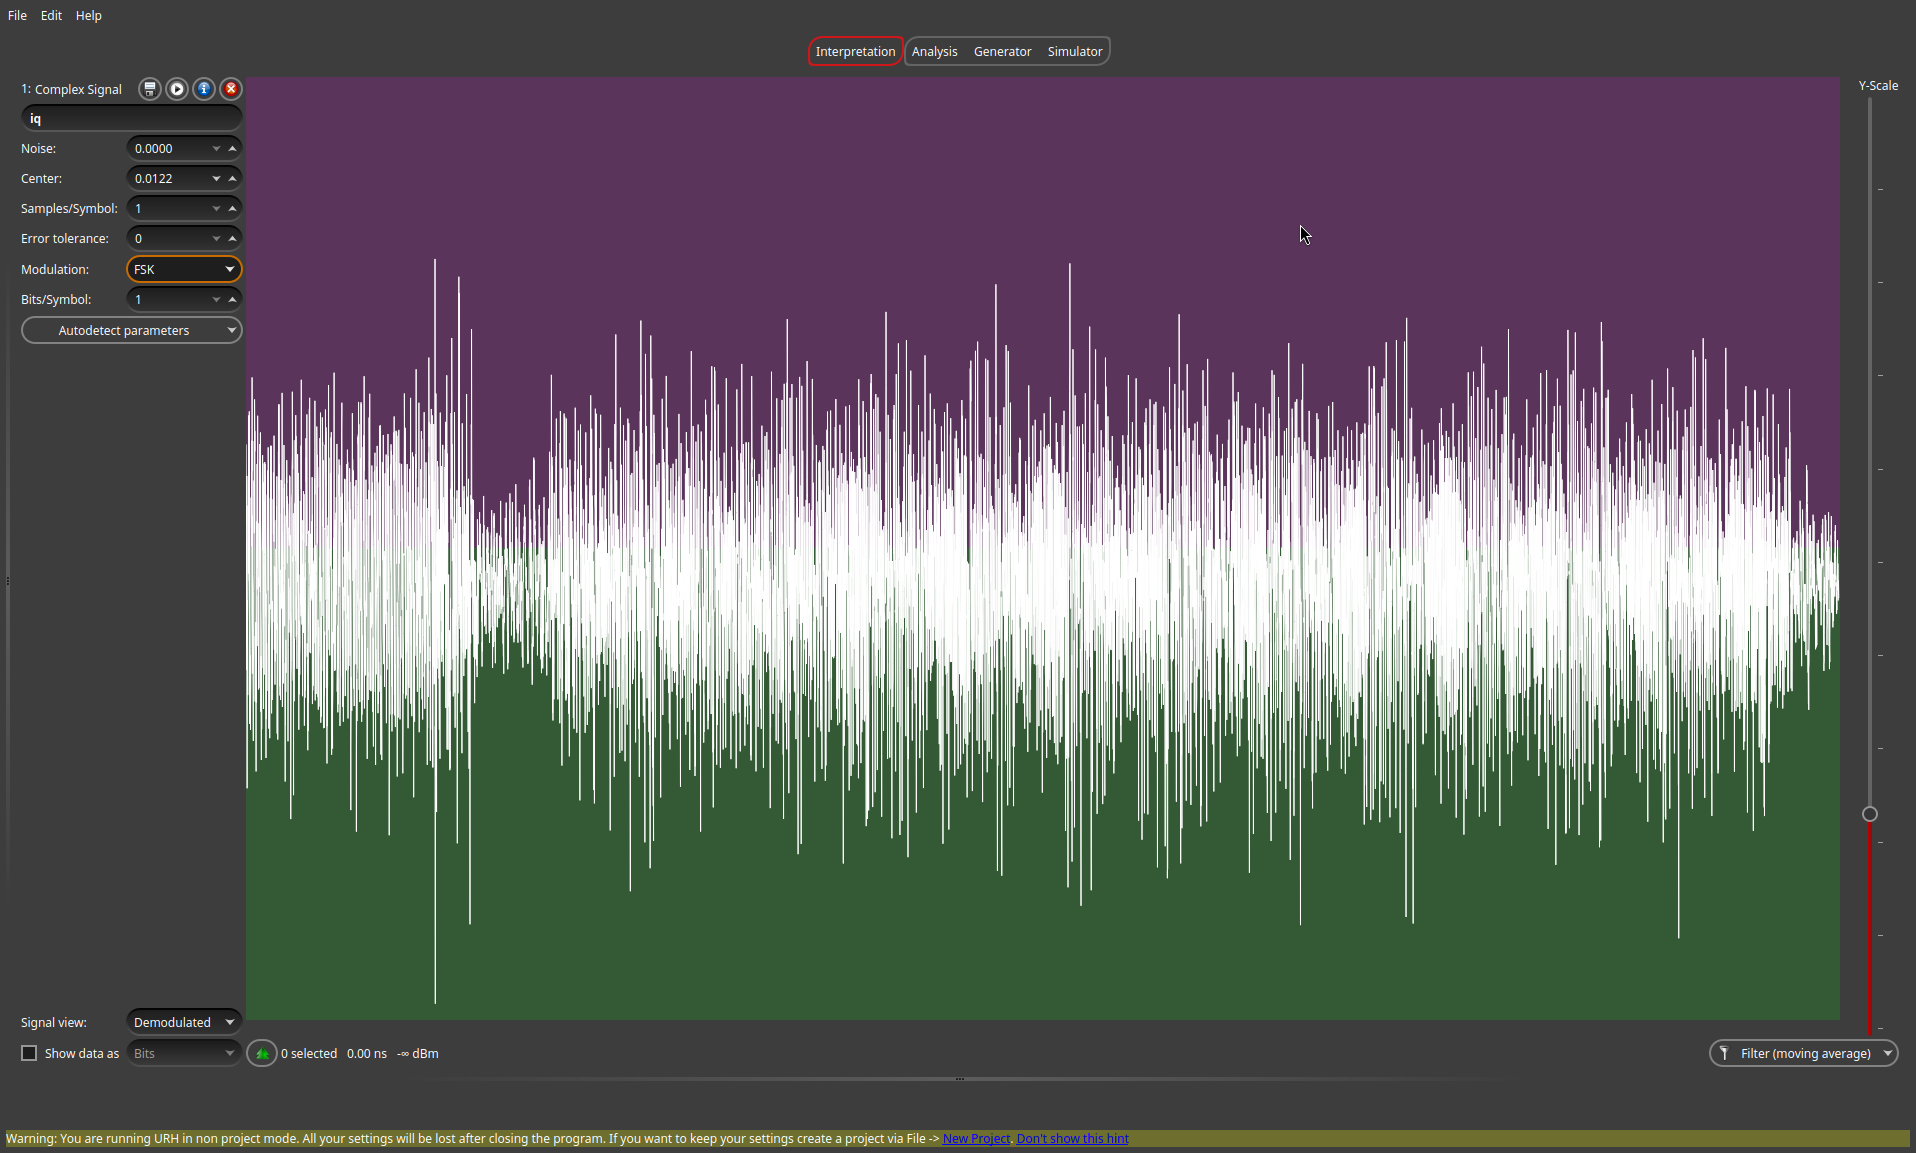 File Edit Help
Interpretation Analysis Generator Simulator
1: Complex Signal
Y-Scale
iq
Noise: 0.0000
Center: 0.0122
Samples/Symbol: 1
Error tolerance: 0
Modulation: FSK
Bits/Symbol: 1
Autodetect parameters
Signal view: Demodulated
Show data as Bits 0 selected 0.00 ns -∞ dBm Filter (moving average)
Warning: You are running URH in non project mode. All your settings will be lost after closing the program. If you want to keep your settings create a project via File -> New Project. Don't show this hint